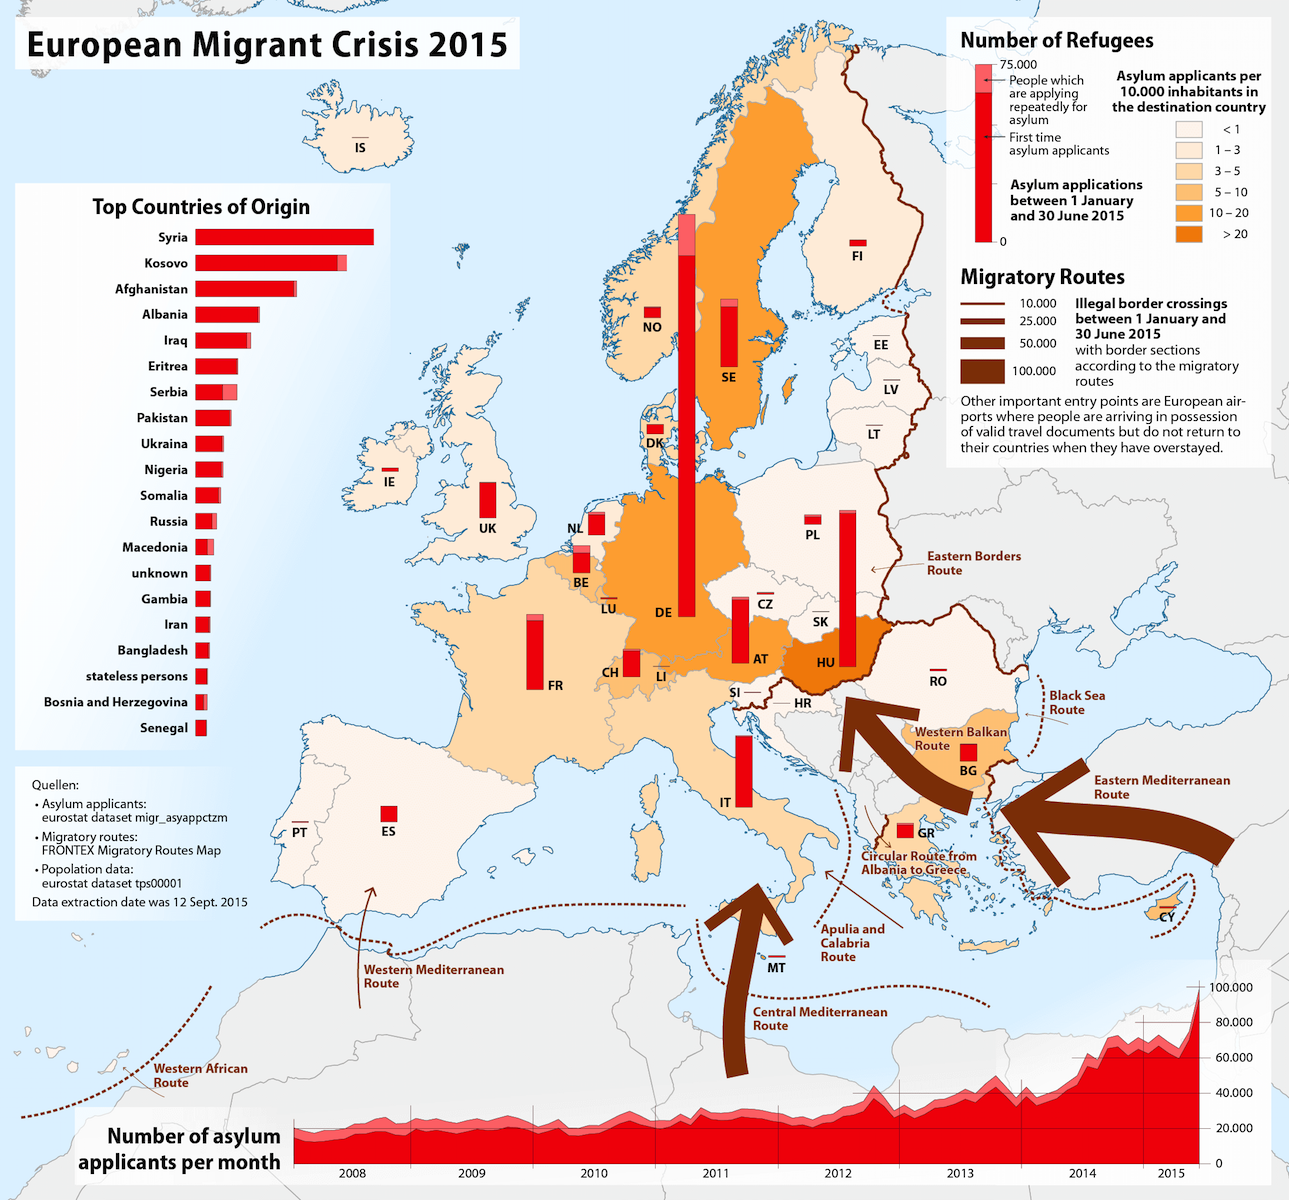 European Migrant Crisis 2015
Number of Refugees
75.000
People which
are applying
repeatedly for
asylum
First time
asylum applicants
Asylum applications
between 1 January
and 30 June 2015
0
Asylum applicants per
10.000 inhabitants in
the destination country
< 1
1 – 3
3 – 5
5 – 10
10 – 20
> 20
Migratory Routes
10.000
25.000
50.000
100.000
Illegal border crossings
between 1 January and
30 June 2015
with border sections
according to the migratory
routes
Other important entry points are European air-
ports where people are arriving in possession
of valid travel documents but do not return to
their countries when they have overstayed.
Top Countries of Origin
Syria
Kosovo
Afghanistan
Albania
Iraq
Eritrea
Serbia
Pakistan
Ukraina
Nigeria
Somalia
Russia
Macedonia
unknown
Gambia
Iran
Bangladesh
stateless persons
Bosnia and Herzegovina
Senegal
Quellen:
• Asylum applicants:
eurostat dataset migr_asyappctzm
• Migratory routes:
FRONTEX Migratory Routes Map
• Popolation data:
eurostat dataset tps00001
Data extraction date was 12 Sept. 2015
IS
FI
NO
SE
EE
LV
LT
DK
IE
UK
NL
BE
LU
DE
PL
CZ
SK
AT
HU
CH
LI
FR
SI
HR
RO
BG
IT
GR
PT
ES
MT
CY
Eastern Borders
Route
Black Sea
Route
Western Balkan
Route
Eastern Mediterranean
Route
Circular Route from
Albania to Greece
Apulia and
Calabria
Route
Central Mediterranean
Route
Western Mediterranean
Route
Western African
Route
Number of asylum
applicants per month
100.000
80.000
60.000
40.000
20.000
0
2008
2009
2010
2011
2012
2013
2014
2015